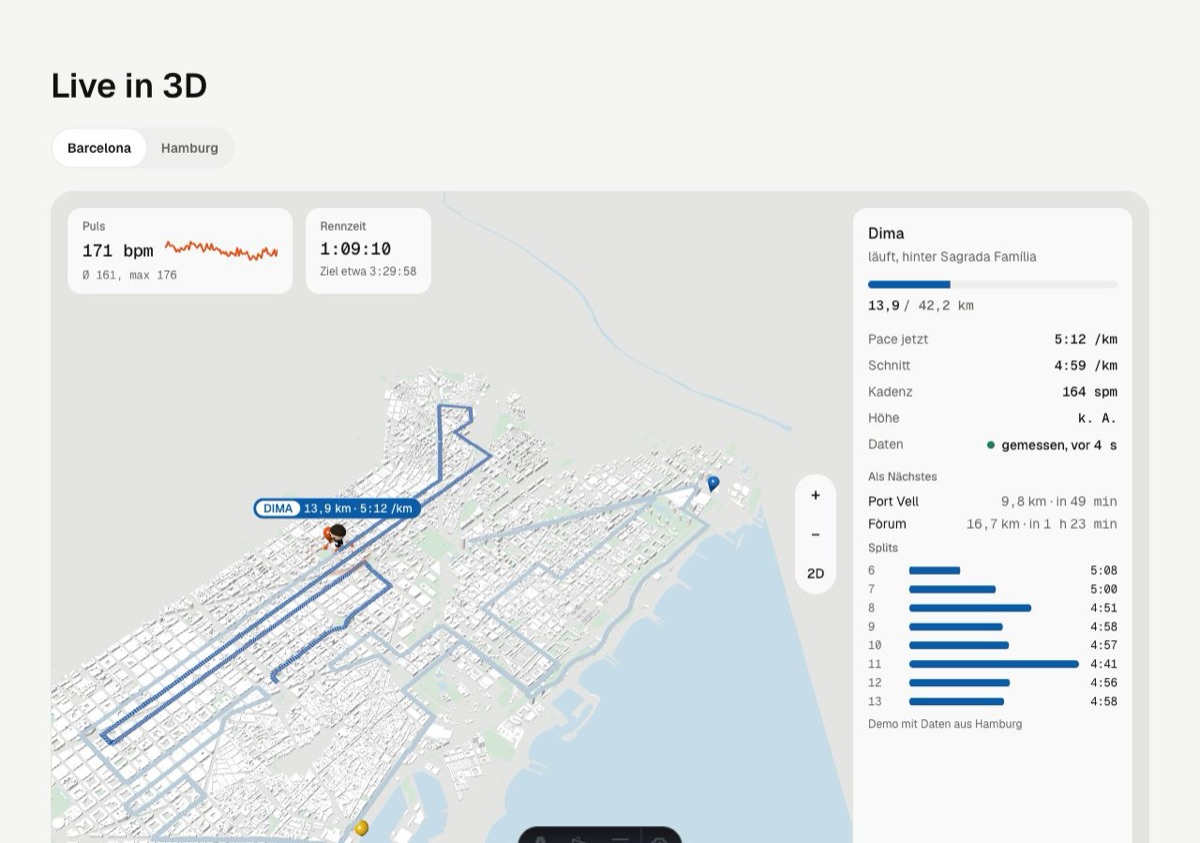 Live in 3D
Barcelona
Hamburg
Puls
171 bpm
Ø 161, max 176
Rennzeit
1:09:10
Ziel etwa 3:29:58
DIMA 13,9 km · 5:12 /km
+
−
2D
Dima
läuft, hinter Sagrada Família
13,9 / 42,2 km
Pace jetzt 5:12 /km
Schnitt 4:59 /km
Kadenz 164 spm
Höhe k. A.
Daten gemessen, vor 4 s
Als Nächstes
Port Vell 9,8 km · in 49 min
Fòrum 16,7 km · in 1 h 23 min
Splits
6 5:08
7 5:00
8 4:51
9 4:58
10 4:57
11 4:41
12 4:56
13 4:58
Demo mit Daten aus Hamburg